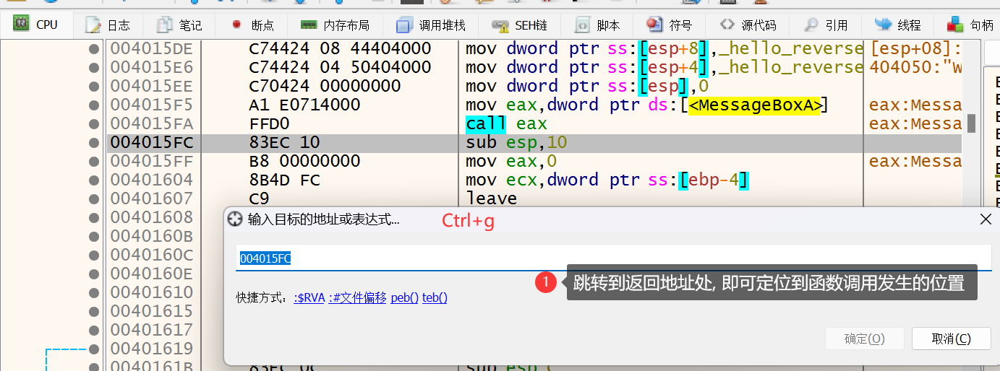 CPU 日志 笔记 断点 内存布局 调用堆栈 SEH链 脚本 符号 源代码 引用 线程 句柄
004015DE C74424 08 44404000 mov dword ptr ss:[esp+8],_hello_reverse [esp+08]:
004015E6 C74424 04 50404000 mov dword ptr ss:[esp+4],_hello_reverse 404050:"W
004015EE C70424 00000000 mov dword ptr ss:[esp],0
004015F5 A1 E0714000 mov eax,dword ptr ds:[<MessageBoxA>] eax:Messa
004015FA FFD0 call eax eax:Messa
004015FC 83EC 10 sub esp,10
004015FF B8 00000000 mov eax,0 eax:Messa
00401604 8B4D FC mov ecx,dword ptr ss:[ebp-4]
00401607 C9 leave
00401608
0040160B
0040160C
0040160E
00401610
00401615
00401617
00401619
0040161B 83EC 0C sub esp,C
输入目标的地址或表达式... Ctrl+g
004015FC
1 跳转到返回地址处, 即可定位到函数调用发生的位置
快捷方式: :$RVA :#文件偏移 peb() teb()
确定(O) 取消(C)